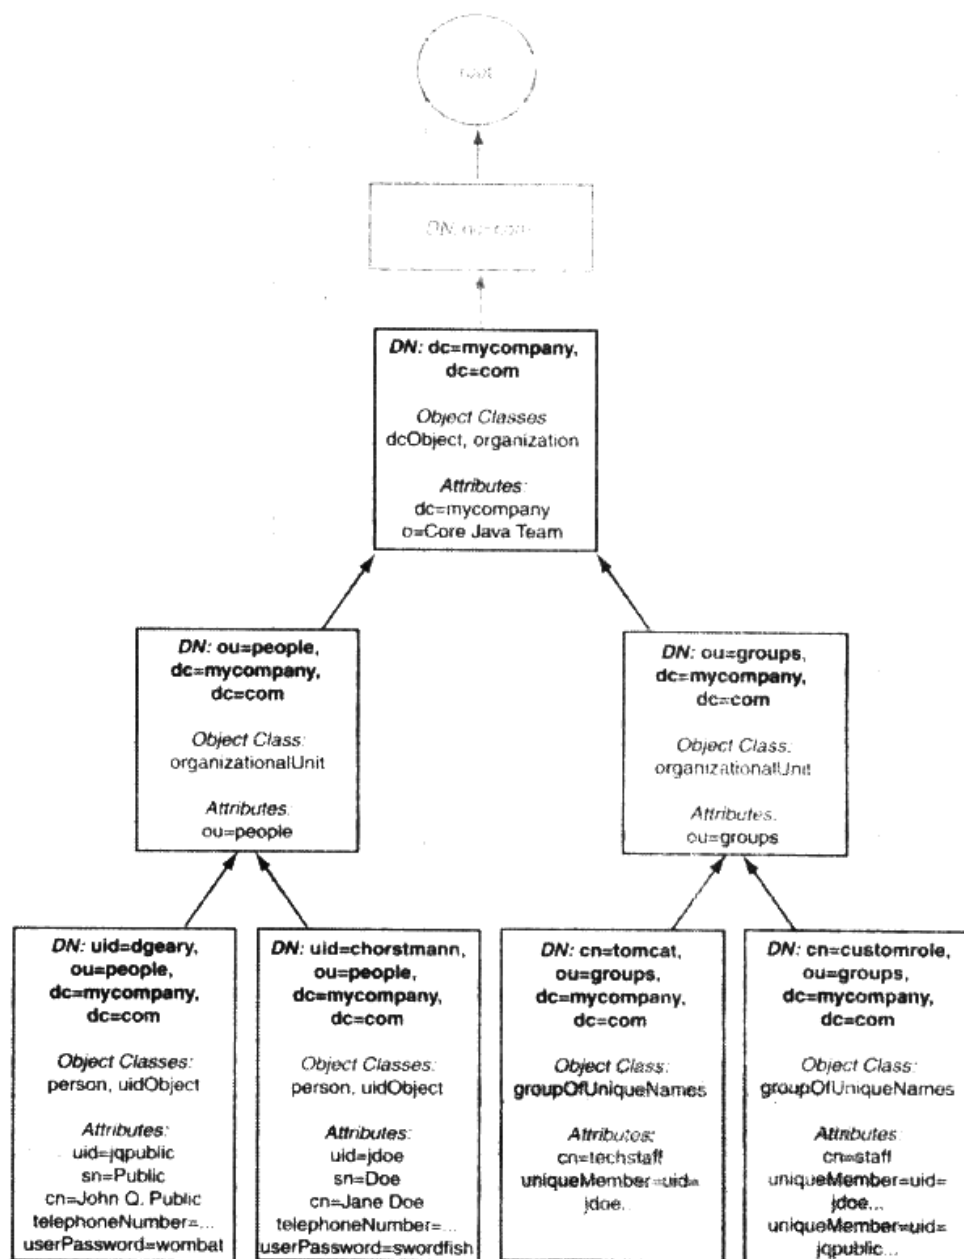 root
DN: dc=com
DN: dc=mycompany,
dc=com
Object Classes
dcObject, organization
Attributes:
dc=mycompany
o=Core Java Team
DN: ou=people,
dc=mycompany,
dc=com
Object Class:
organizationalUnit
Attributes:
ou=people
DN: ou=groups,
dc=mycompany,
dc=com
Object Class:
organizationalUnit
Attributes.
ou=groups
DN: uid=dgeary,
ou=people,
dc=mycompany,
dc=com
Object Classes:
person, uidObject
Attributes:
uid=jqpublic
sn=Public
cn=John Q. Public
telephoneNumber=...
userPassword=wombat
DN: uid=chorstmann,
ou=people,
dc=mycompany,
dc=com
Object Classes:
person, uidObject
Attributes:
uid=jdoe
sn=Doe
cn=Jane Doe
telephoneNumber=...
userPassword=swordfish
DN: cn=tomcat,
ou=groups,
dc=mycompany,
dc=com
Object Class:
groupOfUniqueNames
Attributes:
cn=techstaff
uniqueMember=uid=
jdoe...
DN: cn=customrole,
ou=groups,
dc=mycompany,
dc=com
Object Class:
groupOfUniqueNames
Attributes:
cn=staff
uniqueMember=uid=
jdoe...
uniqueMember=uid=
jqpublic...